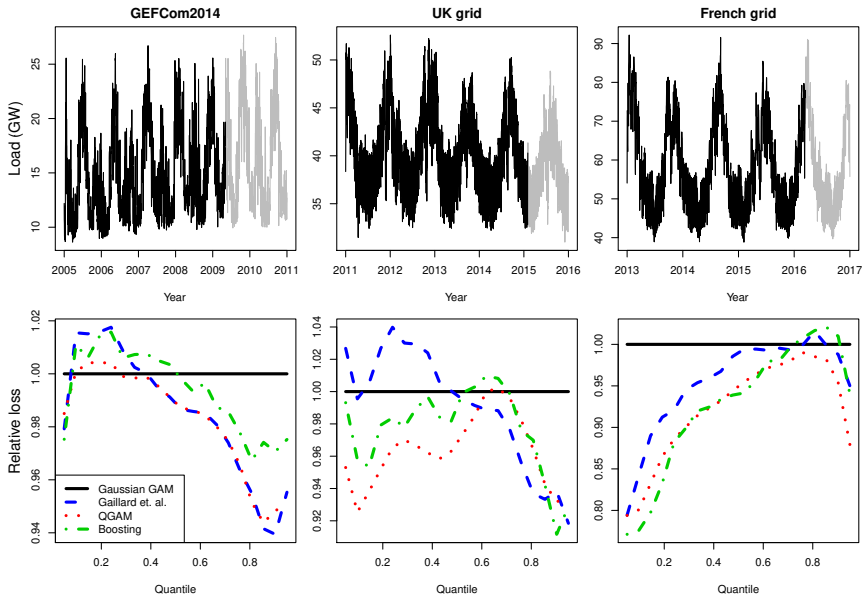 GEFCom2014
UK grid
French grid
Load (GW)
25
20
15
10
2005 2006 2007 2008 2009 2010 2011
Year
50
45
40
35
2011 2012 2013 2014 2015 2016
Year
90
80
70
60
50
40
2013 2014 2015 2016 2017
Year
Relative loss
1.02
1.00
0.98
0.96
0.94
Gaussian GAM
Gaillard et. al.
QGAM
Boosting
0.2 0.4 0.6 0.8
Quantile
1.04
1.02
1.00
0.98
0.96
0.94
0.92
0.2 0.4 0.6 0.8
Quantile
1.00
0.95
0.90
0.85
0.80
0.2 0.4 0.6 0.8
Quantile